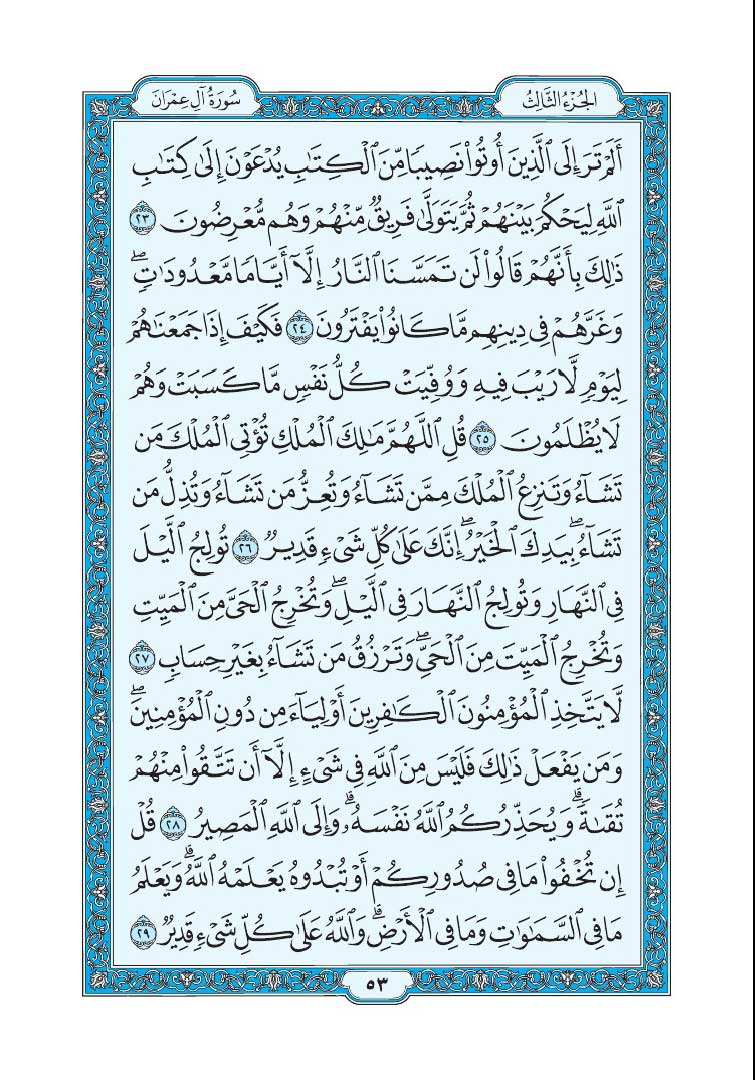 الجزء الثالث
سورة آل عمران
أَلَمْ تَرَ إِلَى الَّذِينَ أُوتُواْ نَصِيبًا مِّنَ ٱلْكِتَٰبِ يُدْعَوْنَ إِلَىٰ كِتَٰبِ
ٱللَّهِ لِيَحْكُمَ بَيْنَهُمْ ثُمَّ يَتَوَلَّىٰ فَرِيقٌ مِّنْهُمْ وَهُم مُّعْرِضُونَ ٢٣
ذَٰلِكَ بِأَنَّهُمْ قَالُواْ لَن تَمَسَّنَا ٱلنَّارُ إِلَّآ أَيَّامًا مَّعْدُودَٰتٍۖ
وَغَرَّهُمْ فِى دِينِهِم مَّا كَانُواْ يَفْتَرُونَ ٢٤ فَكَيْفَ إِذَا جَمَعْنَٰهُمْ
لِيَوْمٍ لَّا رَيْبَ فِيهِ وَوُفِّيَتْ كُلُّ نَفْسٍ مَّا كَسَبَتْ وَهُمْ
لَا يُظْلَمُونَ ٢٥ قُلِ ٱللَّهُمَّ مَٰلِكَ ٱلْمُلْكِ تُؤْتِى ٱلْمُلْكَ مَن
تَشَآءُ وَتَنزِعُ ٱلْمُلْكَ مِمَّن تَشَآءُ وَتُعِزُّ مَن تَشَآءُ وَتُذِلُّ مَن
تَشَآءُۖ بِيَدِكَ ٱلْخَيْرُۖ إِنَّكَ عَلَىٰ كُلِّ شَىْءٍ قَدِيرٌ ٢٦ تُولِجُ ٱلَّيْلَ
فِى ٱلنَّهَارِ وَتُولِجُ ٱلنَّهَارَ فِى ٱلَّيْلِۖ وَتُخْرِجُ ٱلْحَىَّ مِنَ ٱلْمَيِّتِ
وَتُخْرِجُ ٱلْمَيِّتَ مِنَ ٱلْحَىِّۖ وَتَرْزُقُ مَن تَشَآءُ بِغَيْرِ حِسَابٍ ٢٧
لَّا يَتَّخِذِ ٱلْمُؤْمِنُونَ ٱلْكَٰفِرِينَ أَوْلِيَآءَ مِن دُونِ ٱلْمُؤْمِنِينَۖ
وَمَن يَفْعَلْ ذَٰلِكَ فَلَيْسَ مِنَ ٱللَّهِ فِى شَىْءٍ إِلَّآ أَن تَتَّقُواْ مِنْهُمْ
تُقَىٰةًۗ وَيُحَذِّرُكُمُ ٱللَّهُ نَفْسَهُۥۗ وَإِلَى ٱللَّهِ ٱلْمَصِيرُ ٢٨ قُلْ
إِن تُخْفُواْ مَا فِى صُدُورِكُمْ أَوْ تُبْدُوهُ يَعْلَمْهُ ٱللَّهُۗ وَيَعْلَمُ
مَا فِى ٱلسَّمَٰوَٰتِ وَمَا فِى ٱلْأَرْضِۗ وَٱللَّهُ عَلَىٰ كُلِّ شَىْءٍ قَدِيرٌ ٢٩
٥٣